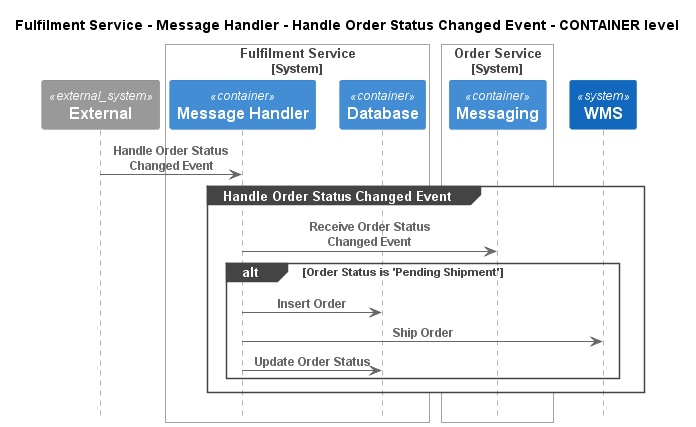 Fulfilment Service - Message Handler - Handle Order Status Changed Event - CONTAINER level
Fulfilment Service
[System]
Order Service
[System]
«external_system»
External
«container»
Message Handler
«container»
Database
«container»
Messaging
«system»
WMS
Handle Order Status
Changed Event
Handle Order Status Changed Event
Receive Order Status
Changed Event
alt
[Order Status is 'Pending Shipment']
Insert Order
Ship Order
Update Order Status